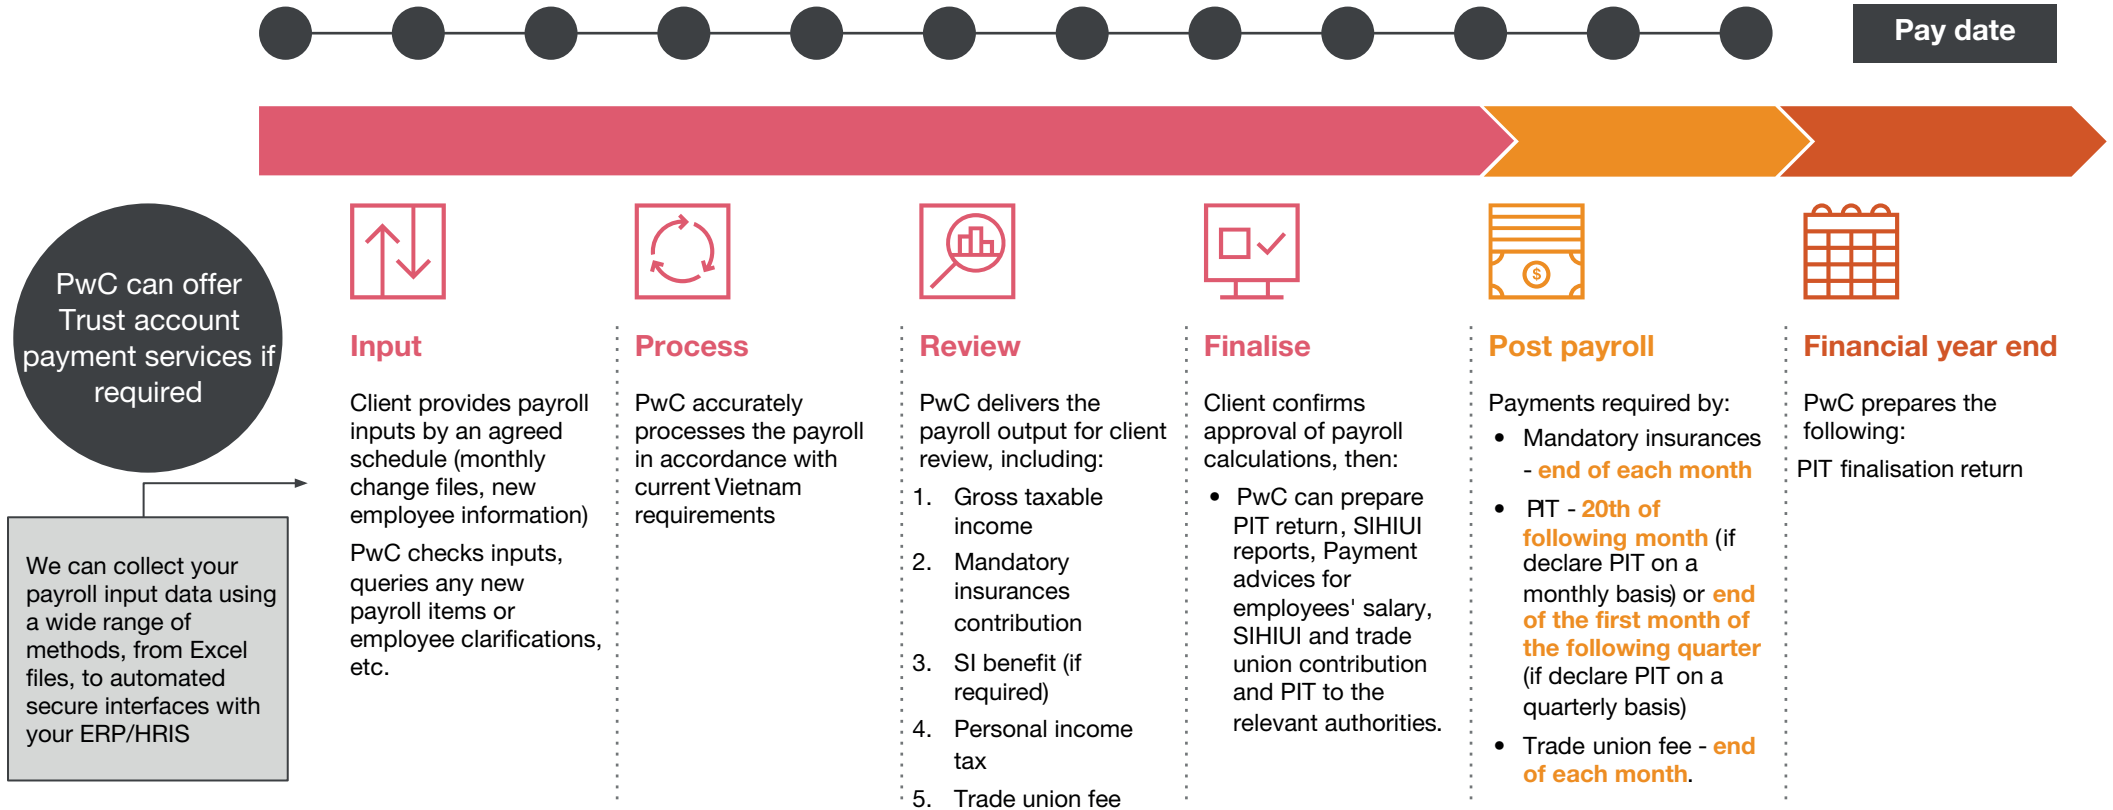 Pay date
PwC can offer
Trust account
payment services if
required
We can collect your
payroll input data using
a wide range of
methods, from Excel
files, to automated
secure interfaces with
your ERP/HRIS
Input
Client provides payroll
inputs by an agreed
schedule (monthly
change files, new
employee information)
PwC checks inputs,
queries any new
payroll items or
employee clarifications,
etc.
Process
PwC accurately
processes the payroll
in accordance with
current Vietnam
requirements
Review
PwC delivers the
payroll output for client
review, including:
1. Gross taxable
income
2. Mandatory
insurances
contribution
3. SI benefit (if
required)
4. Personal income
tax
5. Trade union fee
Finalise
Client confirms
approval of payroll
calculations, then:
• PwC can prepare
PIT return, SIHIUI
reports, Payment
advices for
employees' salary,
SIHIUI and trade
union contribution
and PIT to the
relevant authorities.
$
Post payroll
Payments required by:
• Mandatory insurances
- end of each month
• PIT - 20th of
following month (if
declare PIT on a
monthly basis) or end
of the first month of
the following quarter
(if declare PIT on a
quarterly basis)
• Trade union fee - end
of each month.
Financial year end
PwC prepares the
following:
PIT finalisation return